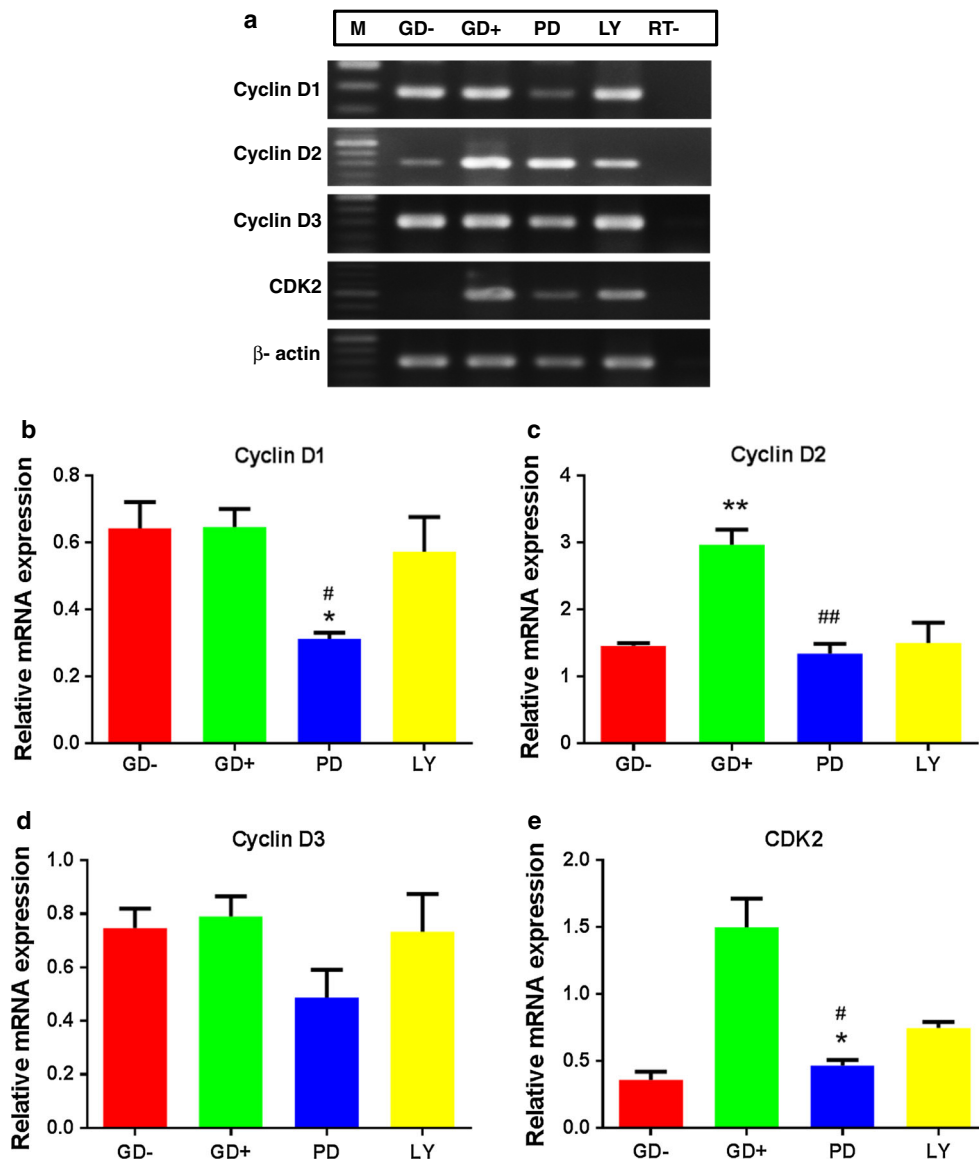 a
M GD- GD+ PD LY RT-
Cyclin D1
Cyclin D2
Cyclin D3
CDK2
β- actin
b
Cyclin D1
Relative mRNA expression
0.8
0.6
0.4
0.2
0.0
#
*
GD- GD+ PD LY
c
Cyclin D2
Relative mRNA expression
4
3
2
1
0
**
##
GD- GD+ PD LY
d
Cyclin D3
Relative mRNA expression
1.0
0.8
0.6
0.4
0.2
0.0
GD- GD+ PD LY
e
CDK2
Relative mRNA expression
2.0
1.5
1.0
0.5
0.0
#
*
GD- GD+ PD LY